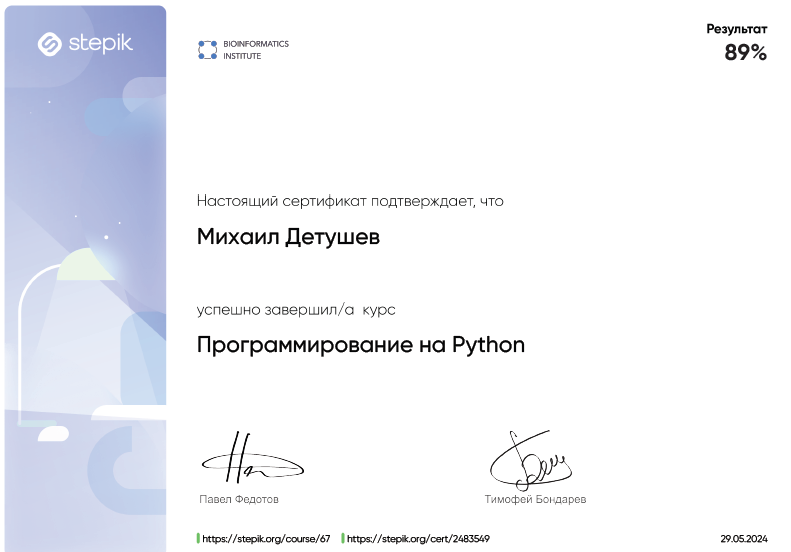 stepik
BIOINFORMATICS
INSTITUTE
Результат
89%
Настоящий сертификат подтверждает, что
Михаил Детушев
успешно завершил/а курс
Программирование на Python
Павел Федотов
Тимофей Бондарев
https://stepik.org/course/67
https://stepik.org/cert/2483549
29.05.2024